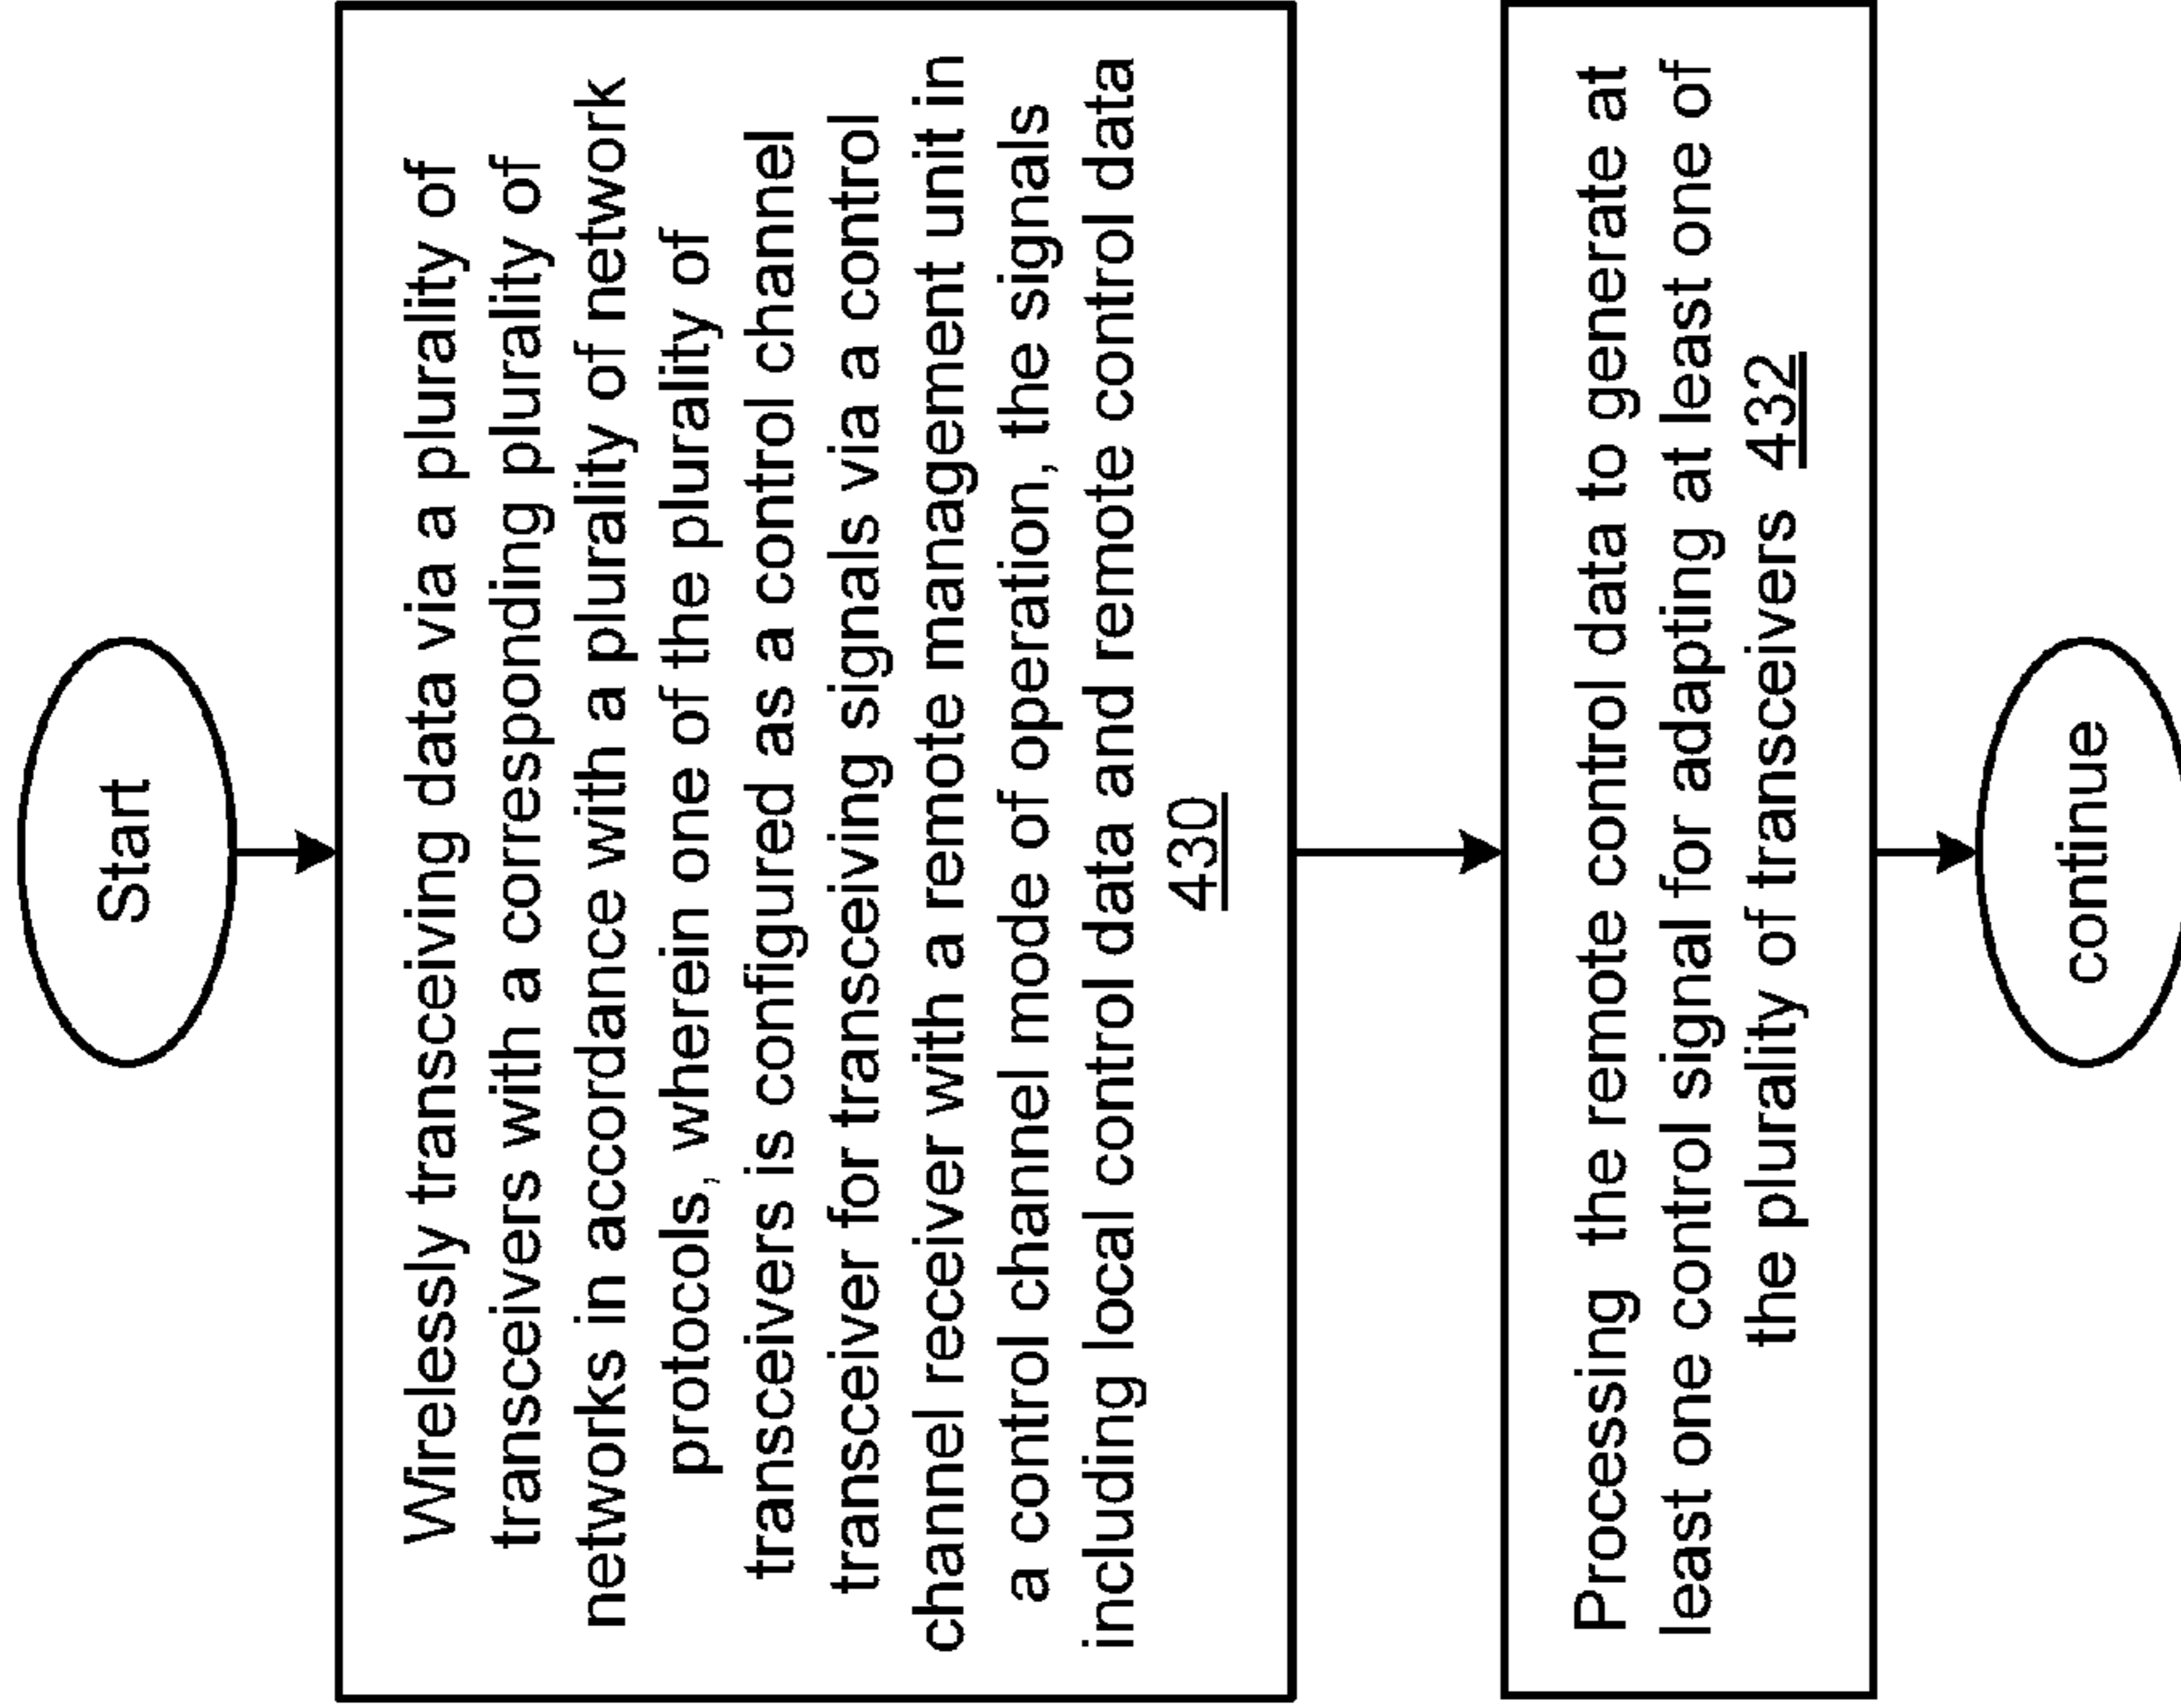 Start
Wirelessly transceiving data via a plurality of
transceivers with a corresponding plurality of
networks in accordance with a plurality of network
protocols, wherein one of the plurality of
transceivers is configured as a control channel
transceiver for transceiving signals via a control
channel receiver with a remote management unit in
a control channel mode of operation, the signals
including local control data and remote control data
430
Processing the remote control data to generate at
least one control signal for adapting at least one of
the plurality of transceivers 432
continue